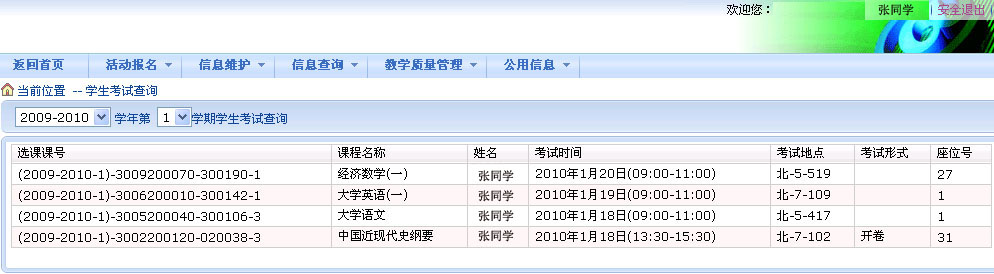 欢迎您： 张同学 | 安全退出 |
返回首页 活动报名 信息维护 信息查询 教学质量管理 公用信息
当前位置 -- 学生考试查询
2009-2010 学年第 1 学期学生考试查询
选课课号 课程名称 姓名 考试时间 考试地点 考试形式 座位号
(2009-2010-1)-3009200070-300190-1 经济数学(一) 张同学 2010年1月20日(09:00-11:00) 北-5-519 27
(2009-2010-1)-3006200010-300142-1 大学英语(一) 张同学 2010年1月19日(09:00-11:00) 北-7-109 1
(2009-2010-1)-3005200040-300106-3 大学语文 张同学 2010年1月18日(09:00-11:00) 北-5-417 1
(2009-2010-1)-3002200120-020038-3 中国近现代史纲要 张同学 2010年1月18日(13:30-15:30) 北-7-102 开卷 31